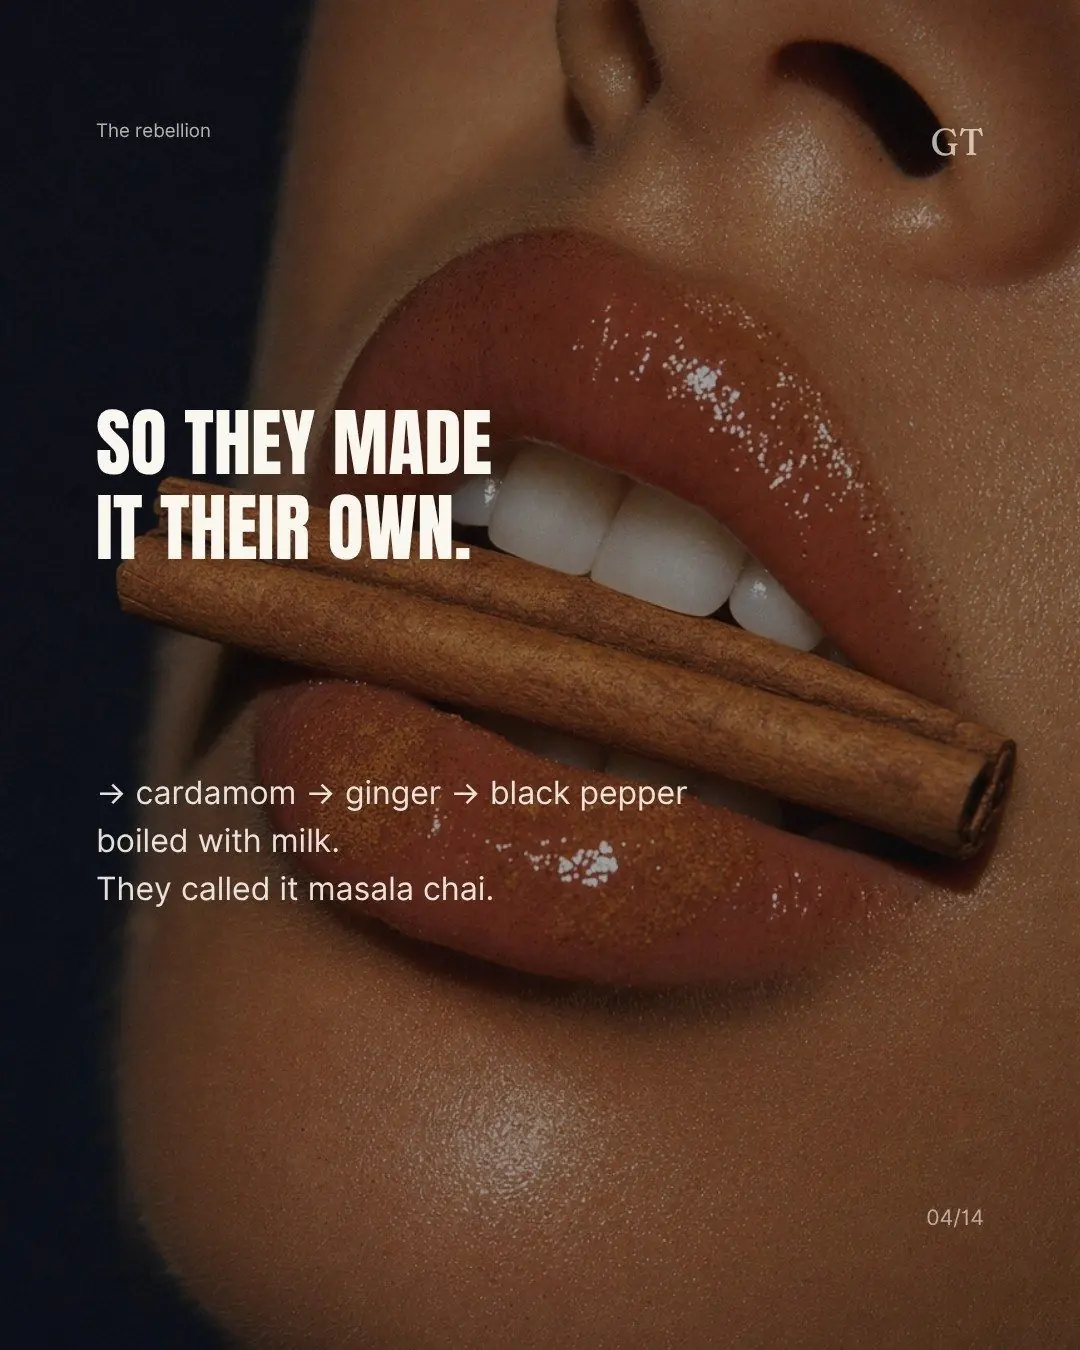 The rebellion
GT
SO THEY MADE
IT THEIR OWN.
→ cardamom → ginger → black pepper
boiled with milk.
They called it masala chai.
04/14